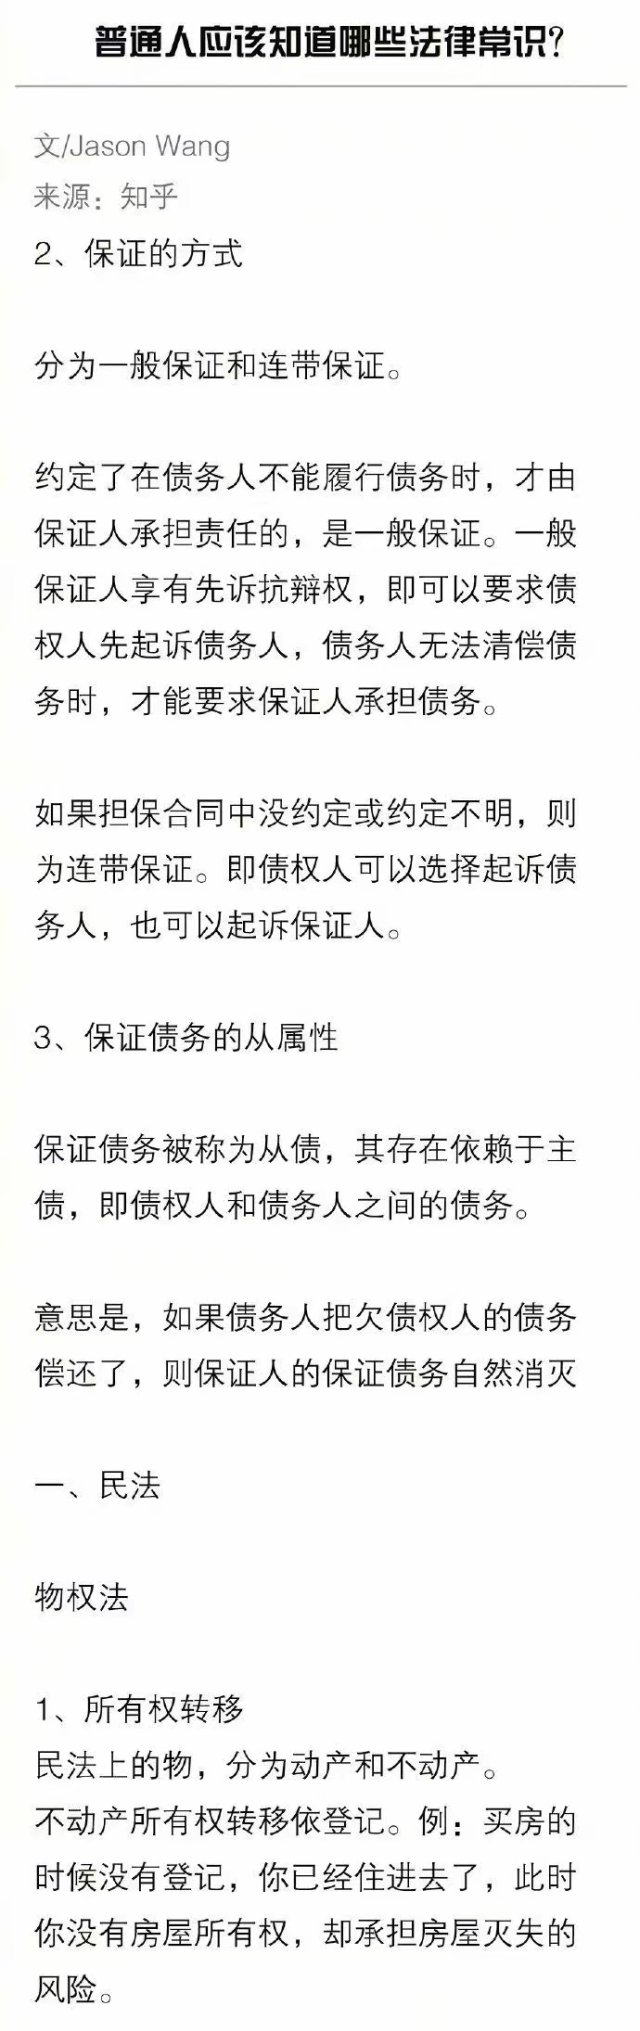 普通人应该知道哪些法律常识?
文/Jason Wang
来源：知乎
2、保证的方式
分为一般保证和连带保证。
约定了在债务人不能履行债务时，才由
保证人承担责任的，是一般保证。一般
保证人享有先诉抗辩权，即可以要求债
权人先起诉债务人，债务人无法清偿债
务时，才能要求保证人承担债务。
如果担保合同中没约定或约定不明，则
为连带保证。即债权人可以选择起诉债
务人，也可以起诉保证人。
3、保证债务的从属性
保证债务被称为从债，其存在依赖于主
债，即债权人和债务人之间的债务。
意思是，如果债务人把欠债权人的债务
偿还了，则保证人的保证债务自然消灭
一、民法
物权法
1、所有权转移
民法上的物，分为动产和不动产。
不动产所有权转移依登记。例：买房的
时候没有登记，你已经住进去了，此时
你没有房屋所有权，却承担房屋灭失的
风险。